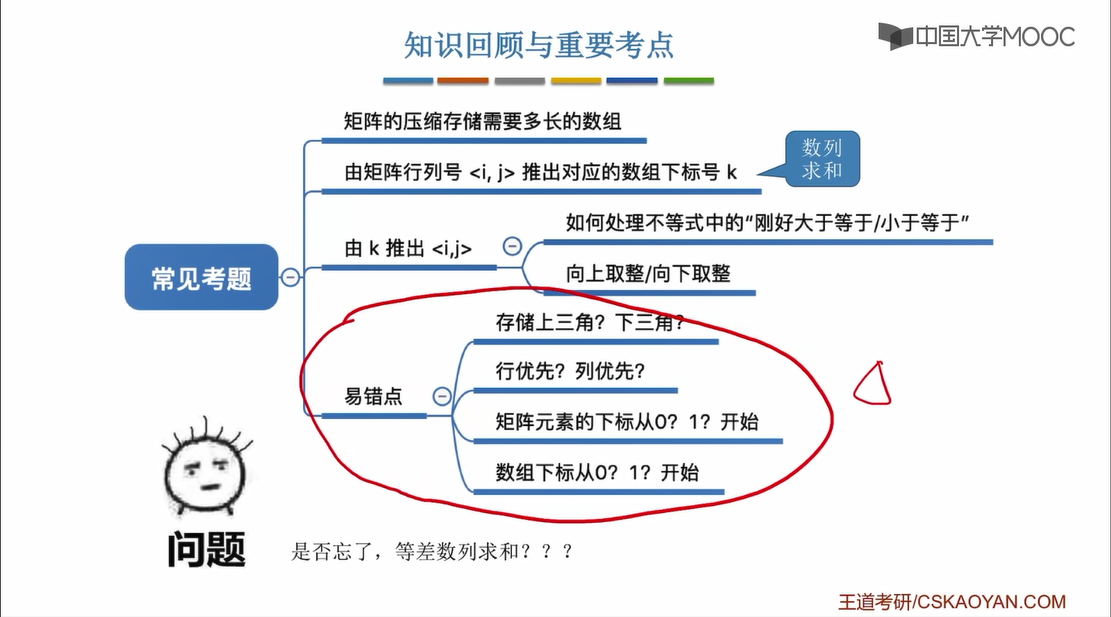 知识回顾与重要考点
中国大学MOOC
矩阵的压缩存储需要多长的数组
由矩阵行列号 <i, j> 推出对应的数组下标号 k
数列
求和
由 k 推出 <i,j>
如何处理不等式中的“刚好大于等于/小于等于”
向上取整/向下取整
常见考题
易错点
存储上三角？下三角？
行优先？列优先？
矩阵元素的下标从0？1？开始
数组下标从0？1？开始
问题
是否忘了，等差数列求和？？？
王道考研/CSKAOYAN.COM